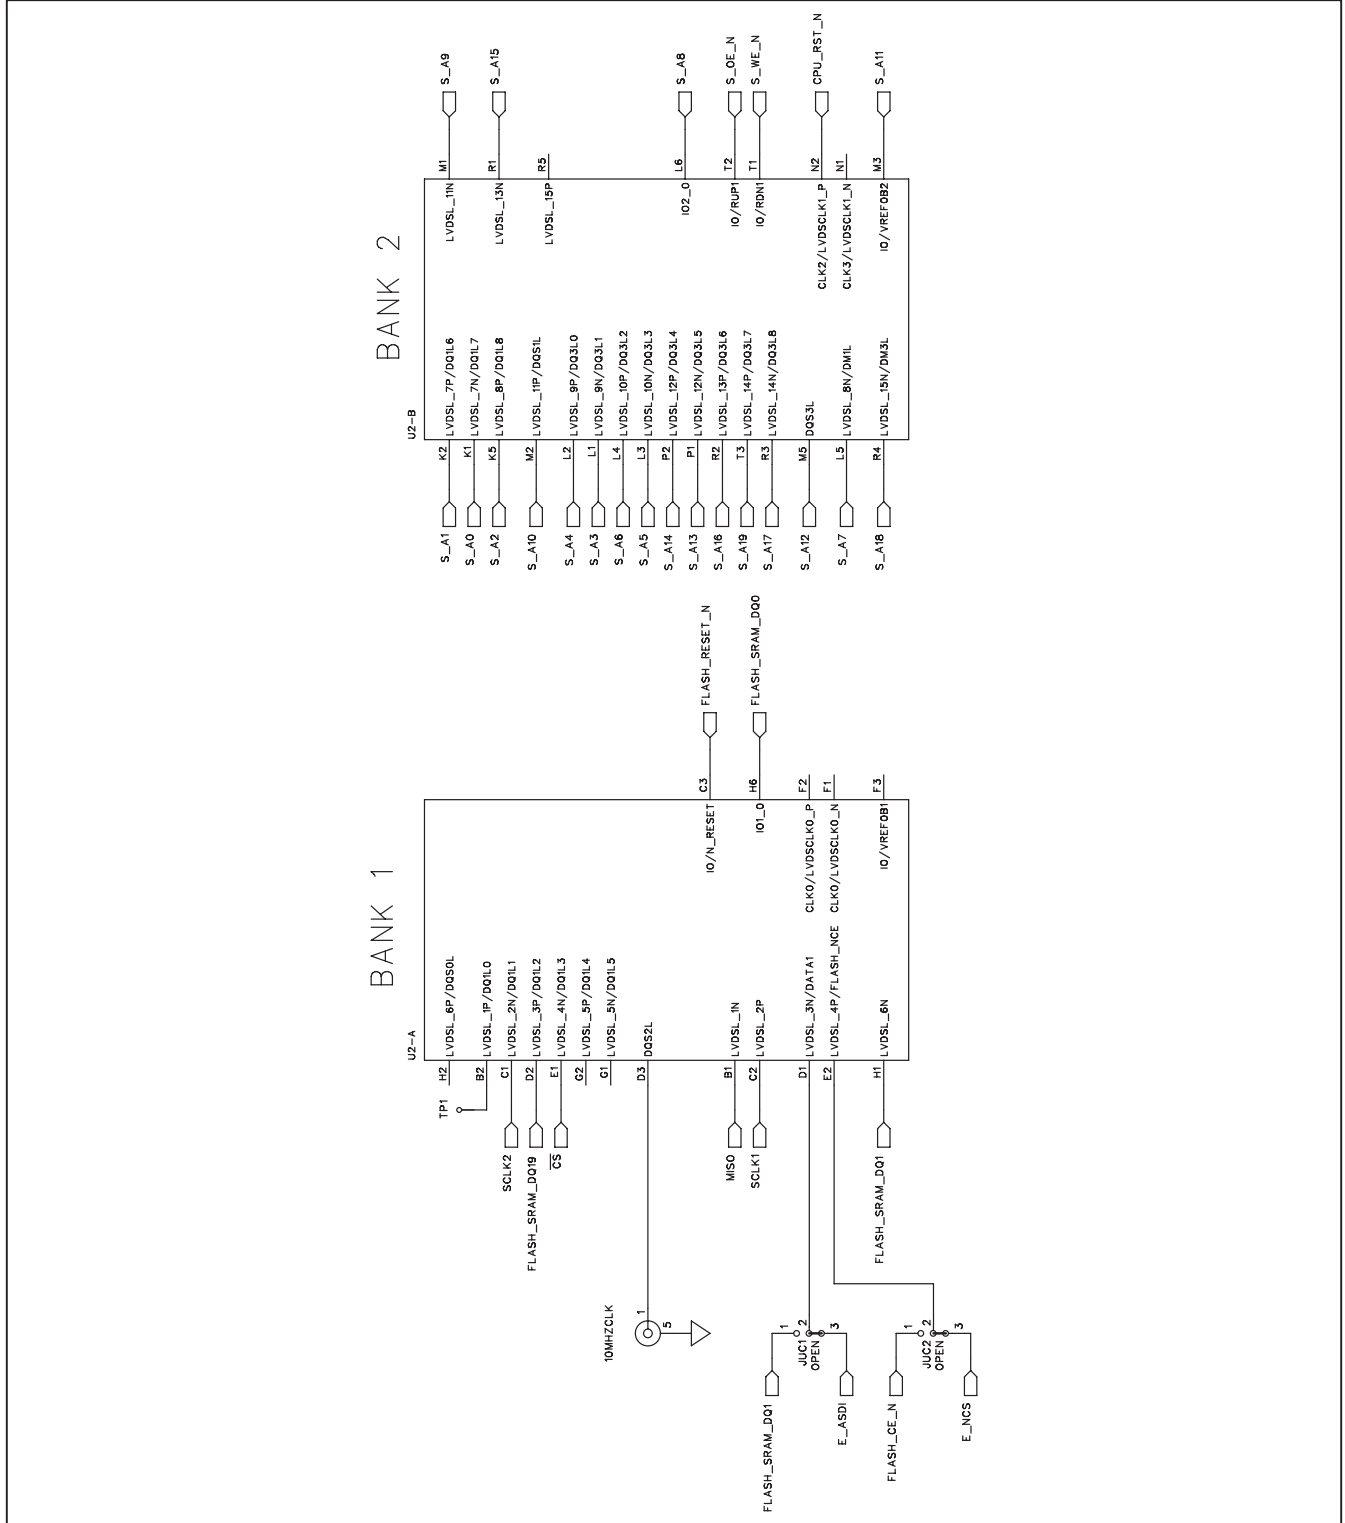 BANK 1
U2-A
TP1
H2 LVDSL_6P/DQS0L
B2 LVDSL_1P/DQ1L0
SCLK2 C1 LVDSL_2N/DQ1L1
FLASH_SRAM_DQ19 D2 LVDSL_3P/DQ1L2
CS E1 LVDSL_4N/DQ1L3
G2 LVDSL_5P/DQ1L4
G1 LVDSL_5N/DQ1L5
10MHZCLK 1 D3 DQS2L
5
C3 IO/N_RESET FLASH_RESET_N
MISO B1 LVDSL_1N
SCLK1 C2 LVDSL_2P
IO1_0 H6 FLASH_SRAM_DQ0
FLASH_SRAM_DQ1 1
JUC1 2
OPEN 3
E_ASDI
D1 LVDSL_3N/DATA1 CLK0/LVDSCLK0_P F2
E2 LVDSL_4P/FLASH_NCE CLK0/LVDSCLK0_N F1
FLASH_SRAM_DQ1 H1 LVDSL_6N IO/VREF0B1 F3
FLASH_CE_N 1
JUC2 2
OPEN 3
E_NCS
BANK 2
U2-B
S_A1 K2 LVDSL_7P/DQ1L6 LVDSL_11N M1 S_A9
S_A0 K1 LVDSL_7N/DQ1L7
S_A2 K5 LVDSL_8P/DQ1L8 LVDSL_13N R1 S_A15
S_A10 M2 LVDSL_11P/DQS1L
LVDSL_15P R5
S_A4 L2 LVDSL_9P/DQ3L0
S_A3 L1 LVDSL_9N/DQ3L1
S_A6 L4 LVDSL_10P/DQ3L2
S_A5 L3 LVDSL_10N/DQ3L3
S_A14 P2 LVDSL_12P/DQ3L4
IO2_0 L6 S_A8
S_A13 P1 LVDSL_12N/DQ3L5
S_A16 R2 LVDSL_13P/DQ3L6
IO/RUP1 T2 S_OE_N
S_A19 T3 LVDSL_14P/DQ3L7
IO/RDN1 T1 S_WE_N
S_A17 R3 LVDSL_14N/DQ3L8
S_A12 M5 DQS3L
CLK2/LVDSCLK1_P N2 CPU_RST_N
S_A7 L5 LVDSL_8N/DM1L CLK3/LVDSCLK1_N N1
S_A18 R4 LVDSL_15N/DM3L IO/VREF0B2 M3 S_A11